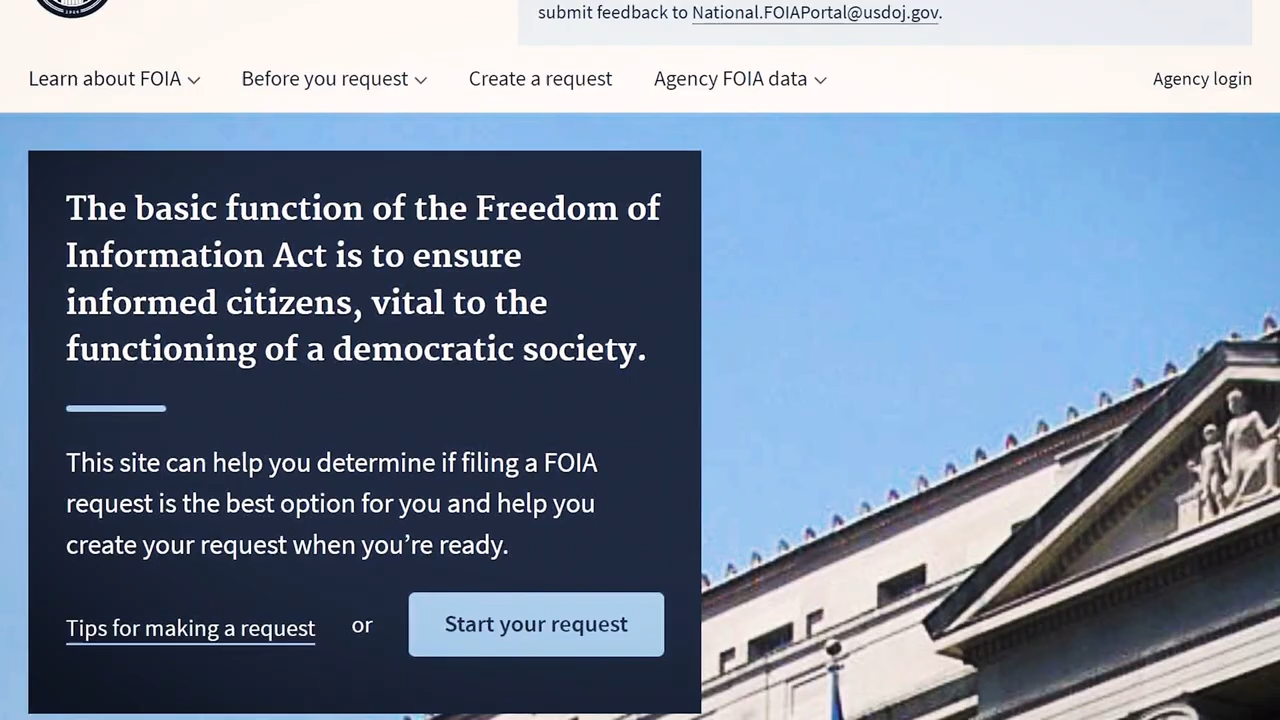 submit feedback to National.FOIAPortal@usdoj.gov.
Learn about FOIA
Before you request
Create a request
Agency FOIA data
Agency login
The basic function of the Freedom of
Information Act is to ensure
informed citizens, vital to the
functioning of a democratic society.
This site can help you determine if filing a FOIA
request is the best option for you and help you
create your request when you’re ready.
Tips for making a request
or
Start your request